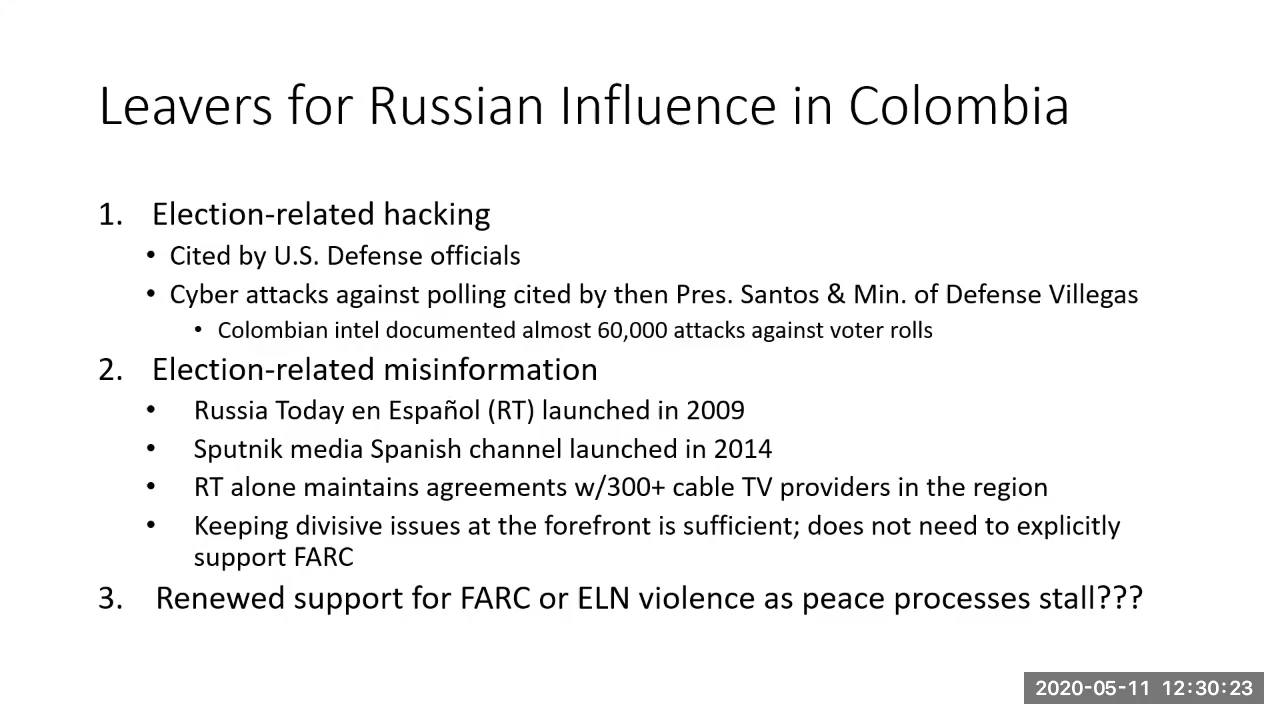 Leavers for Russian Influence in Colombia
1. Election-related hacking
• Cited by U.S. Defense officials
• Cyber attacks against polling cited by then Pres. Santos & Min. of Defense Villegas
• Colombian intel documented almost 60,000 attacks against voter rolls
2. Election-related misinformation
• Russia Today en Español (RT) launched in 2009
• Sputnik media Spanish channel launched in 2014
• RT alone maintains agreements w/300+ cable TV providers in the region
• Keeping divisive issues at the forefront is sufficient; does not need to explicitly
support FARC
3. Renewed support for FARC or ELN violence as peace processes stall???
2020-05-11 12:30:23